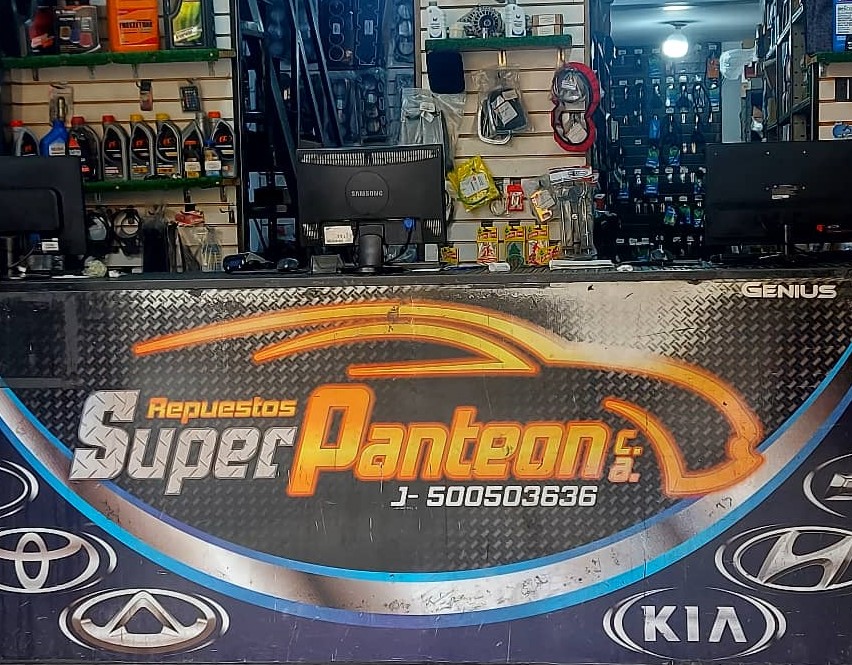 SAMSUNG
GENIUS
Repuestos
Super Panteon c.a.
J- 500503636
KIA